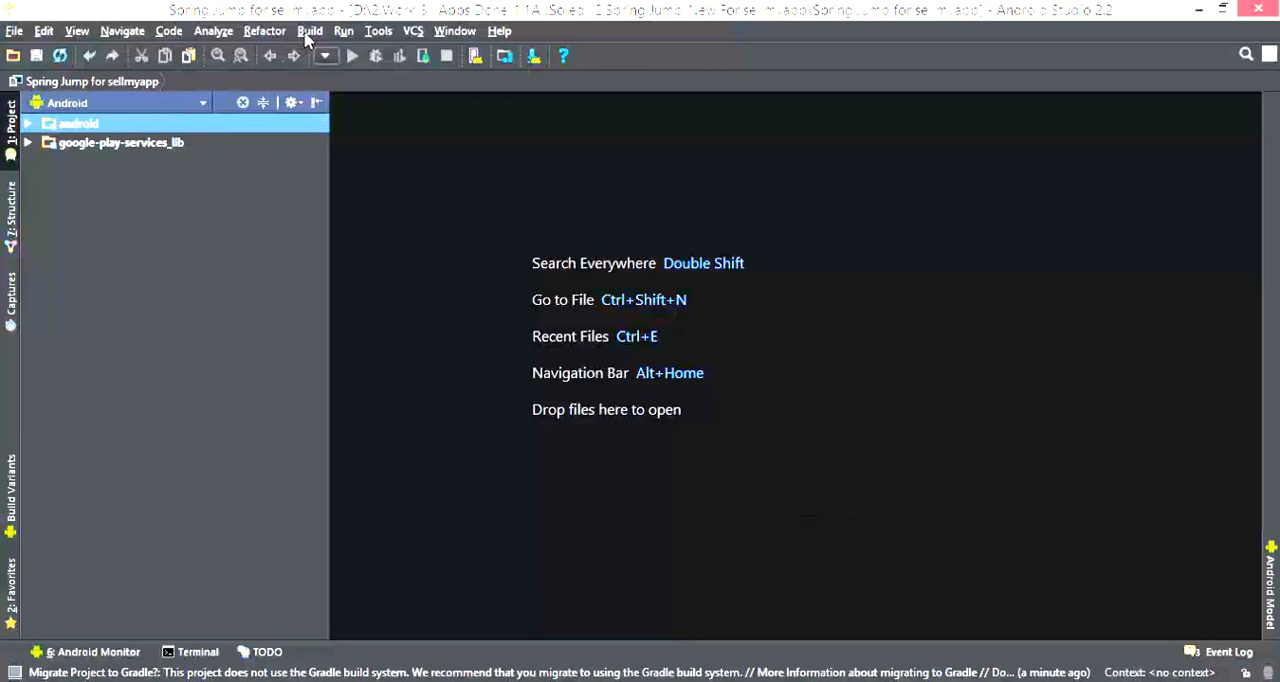 Android Studio 2.2
File Edit View Navigate Code Analyze Refactor Build Run Tools VCS Window Help
Spring Jump for sellmyapp
1: Project
Android
android
google-play-services_lib
7: Structure
Captures
Build Variants
2: Favorites
Search Everywhere Double Shift
Go to File Ctrl+Shift+N
Recent Files Ctrl+E
Navigation Bar Alt+Home
Drop files here to open
Android Model
6: Android Monitor Terminal TODO Event Log
Migrate Project to Gradle?: This project does not use the Gradle build system. We recommend that you migrate to using the Gradle build system. // More Information about migrating to Gradle // Do... (a minute ago) Context: <no context>